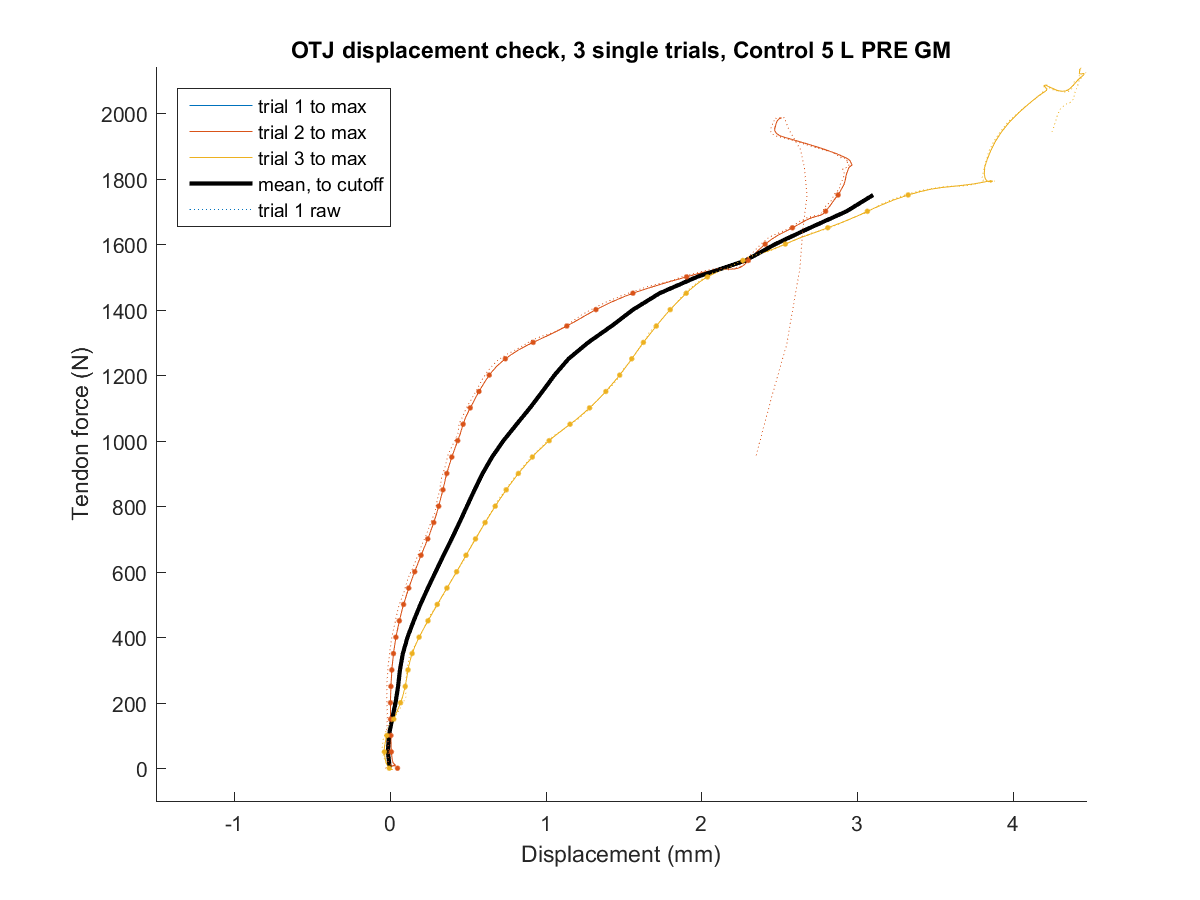 OTJ displacement check, 3 single trials, Control 5 L PRE GM
trial 1 to max
trial 2 to max
trial 3 to max
mean, to cutoff
trial 1 raw
Tendon force (N)
2000
1800
1600
1400
1200
1000
800
600
400
200
0
-1 0 1 2 3 4
Displacement (mm)